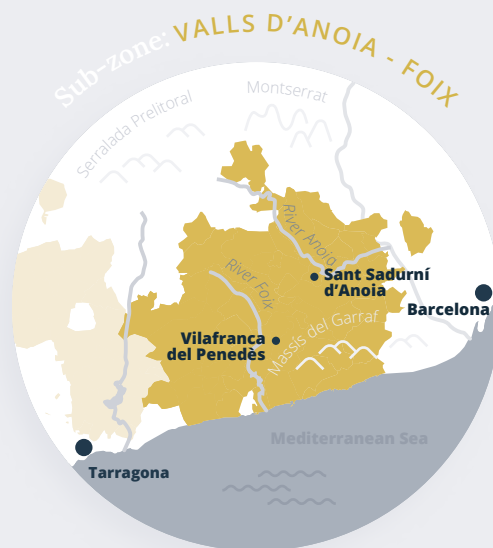 Sub-zone: VALLS D'ANOIA - FOIX
Montserrat
Serralada Prelitoral
River Anoia
Sant Sadurní
d'Anoia
River Foix
Barcelona
Massís del Garraf
Vilafranca
del Penedès
Mediterranean Sea
Tarragona